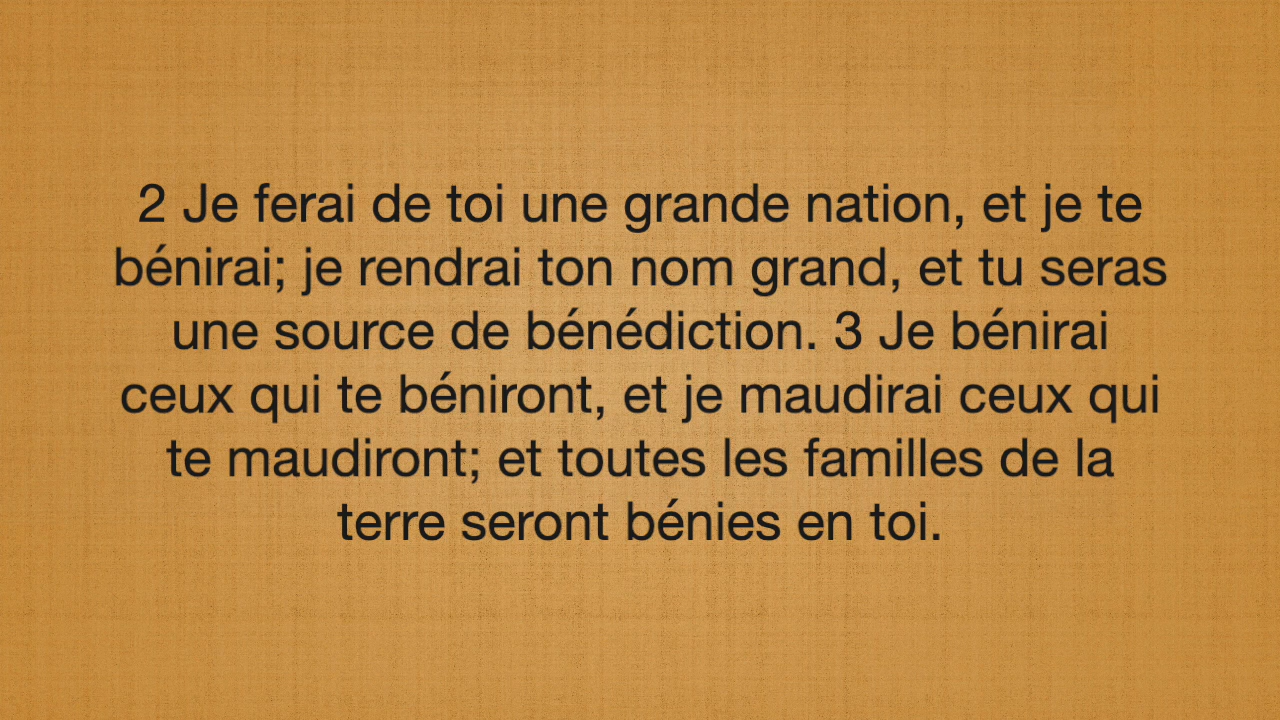 2 Je ferai de toi une grande nation, et je te
bénirai; je rendrai ton nom grand, et tu seras
une source de bénédiction. 3 Je bénirai
ceux qui te béniront, et je maudirai ceux qui
te maudiront; et toutes les familles de la
terre seront bénies en toi.